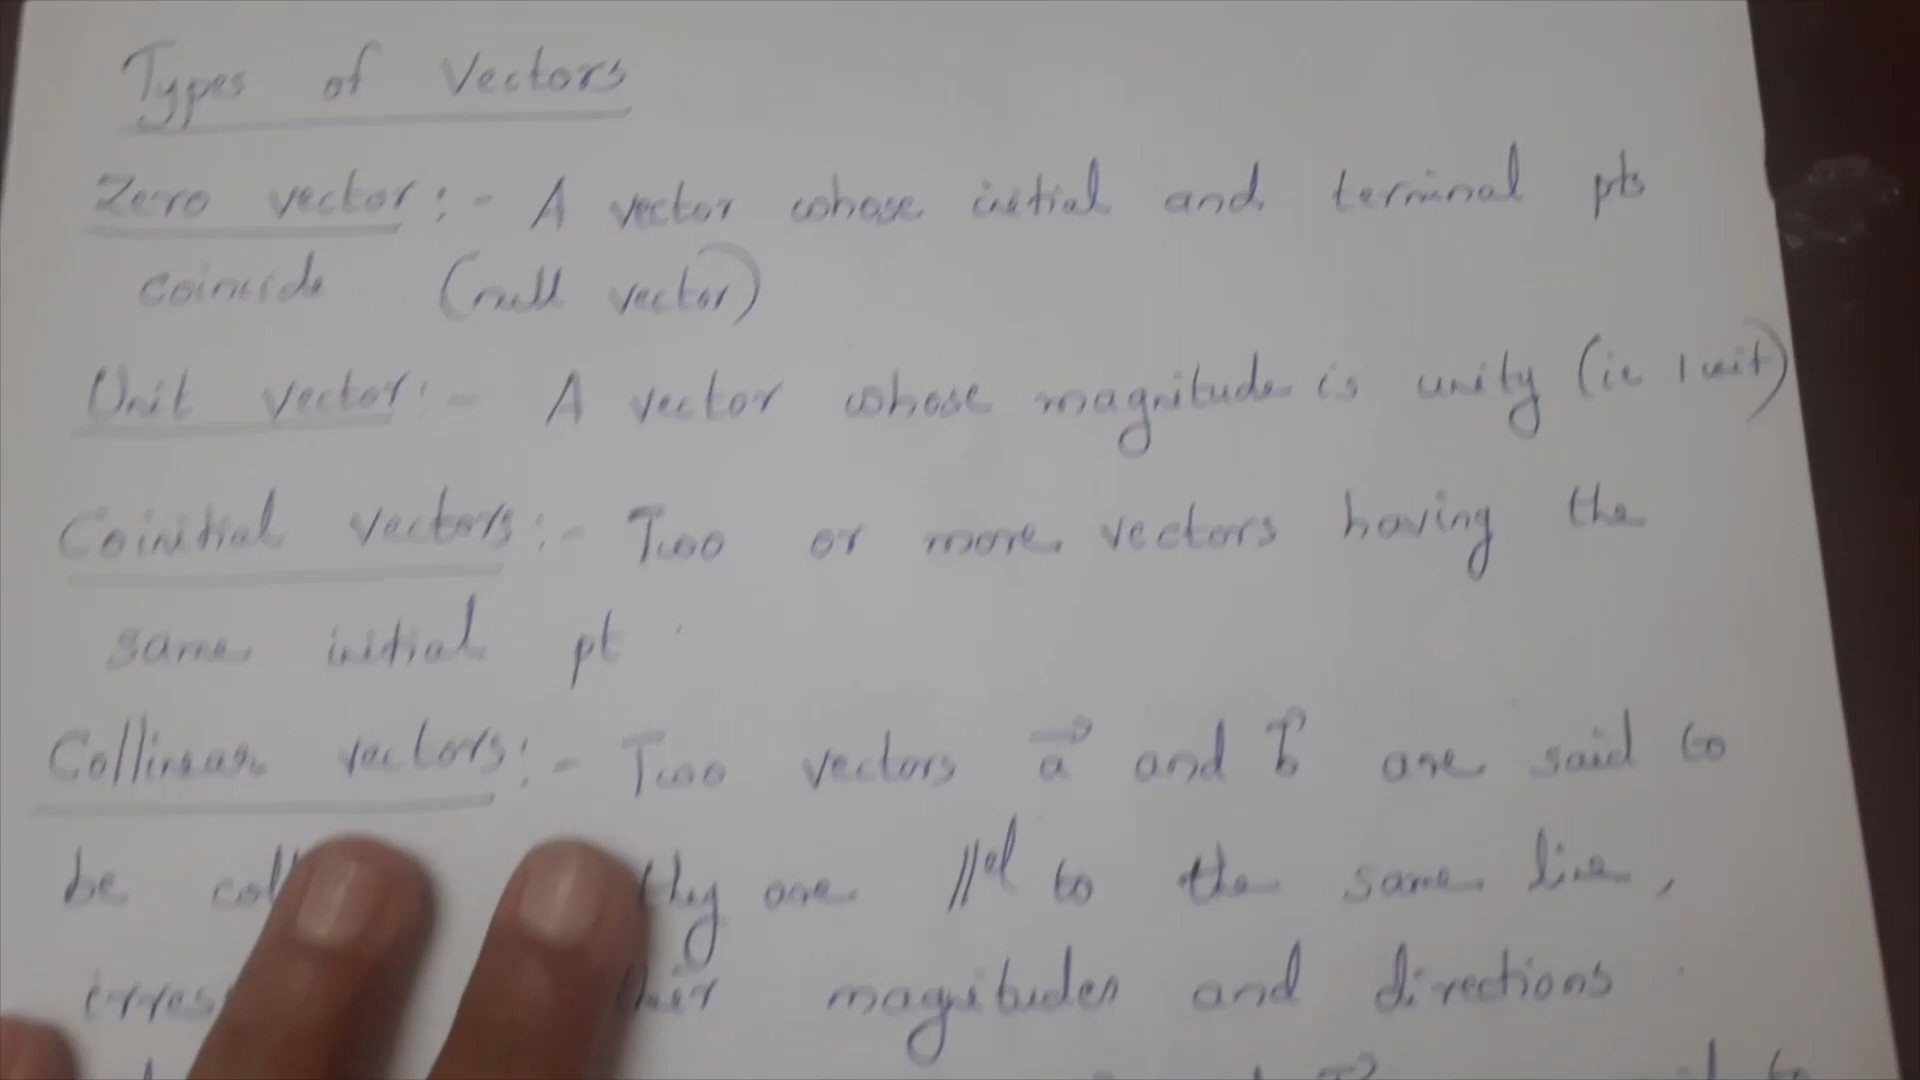 Types of Vectors
Zero vector :- A vector whose initial and terminal pts
coincide (null vector)
Unit vector :- A vector whose magnitude is unity (ie 1 unit)
Coinitial vectors :- Two or more vectors having the
same initial pt
Collinear vectors :- Two vectors a⃗ and b⃗ are said to
be they are ||el to the same line,
magnitudes and directions